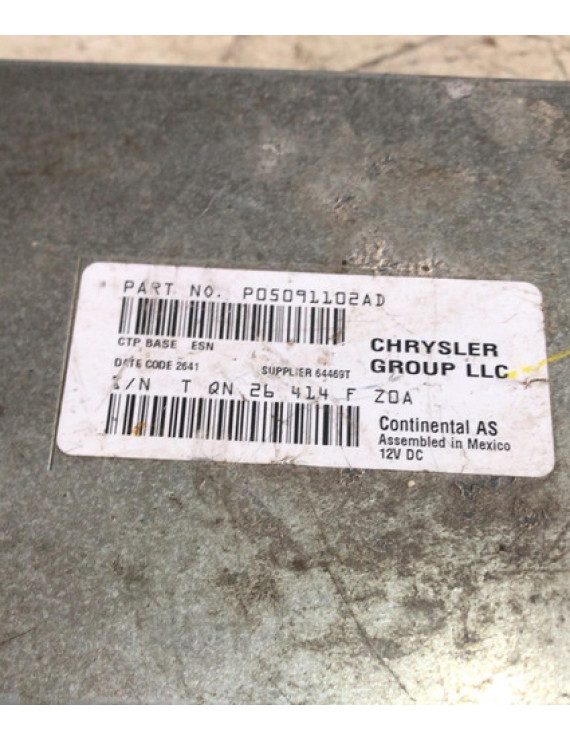 PART NO. P05091102AD
CTP BASE ESN
CHRYSLER
GROUP LLC
DATE CODE 2641 SUPPLIER 64469T
S/N T QN 26 414 F ZOA
Continental AS
Assembled in Mexico
12V DC